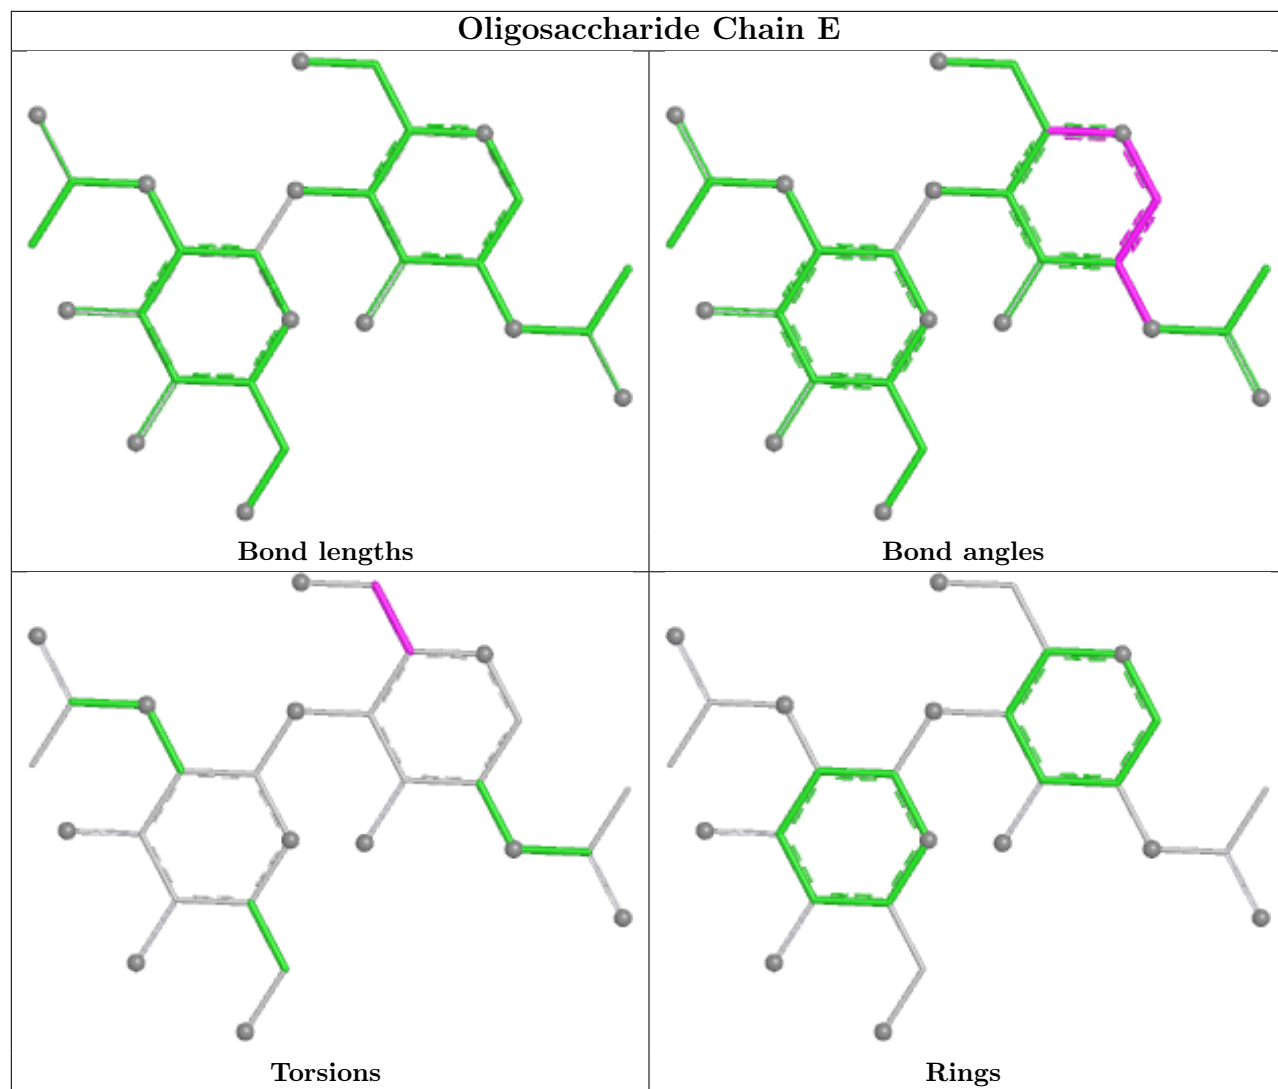 Oligosaccharide Chain E
Bond lengths
Bond angles
Torsions
Rings